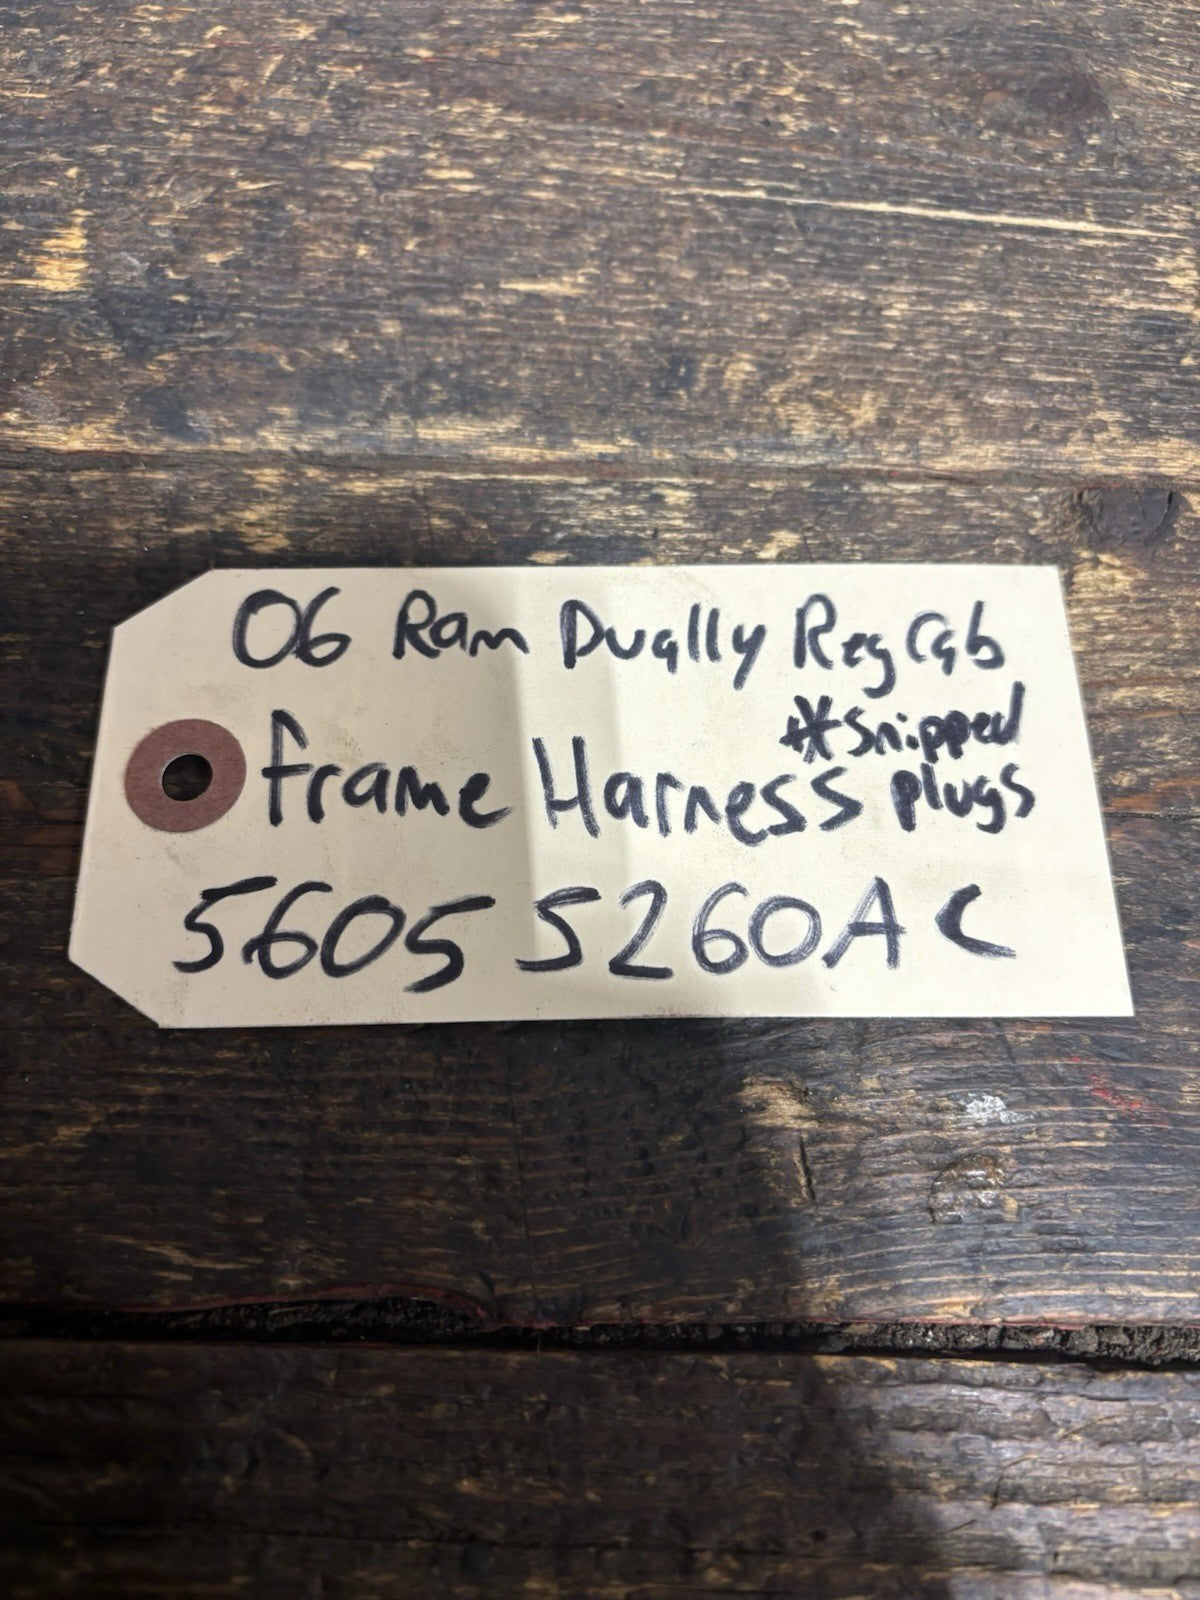 06 Ram Dually Reg Cab
*Snipped
frame Harness plugs
56055260AC